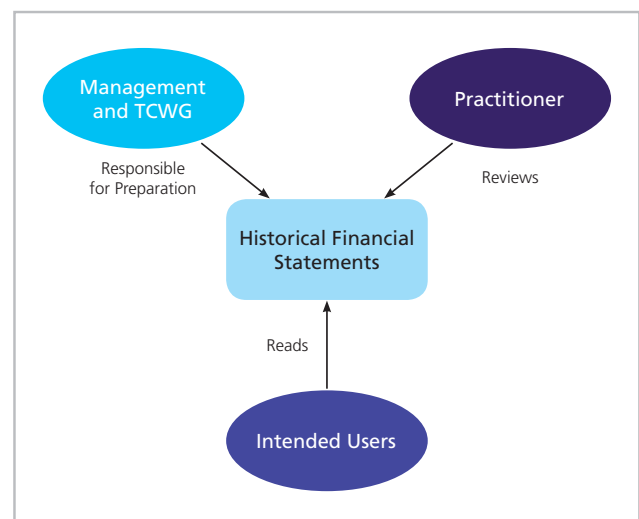 Management
and TCWG
Practitioner
Responsible
for Preparation
Reviews
Historical Financial
Statements
Reads
Intended Users